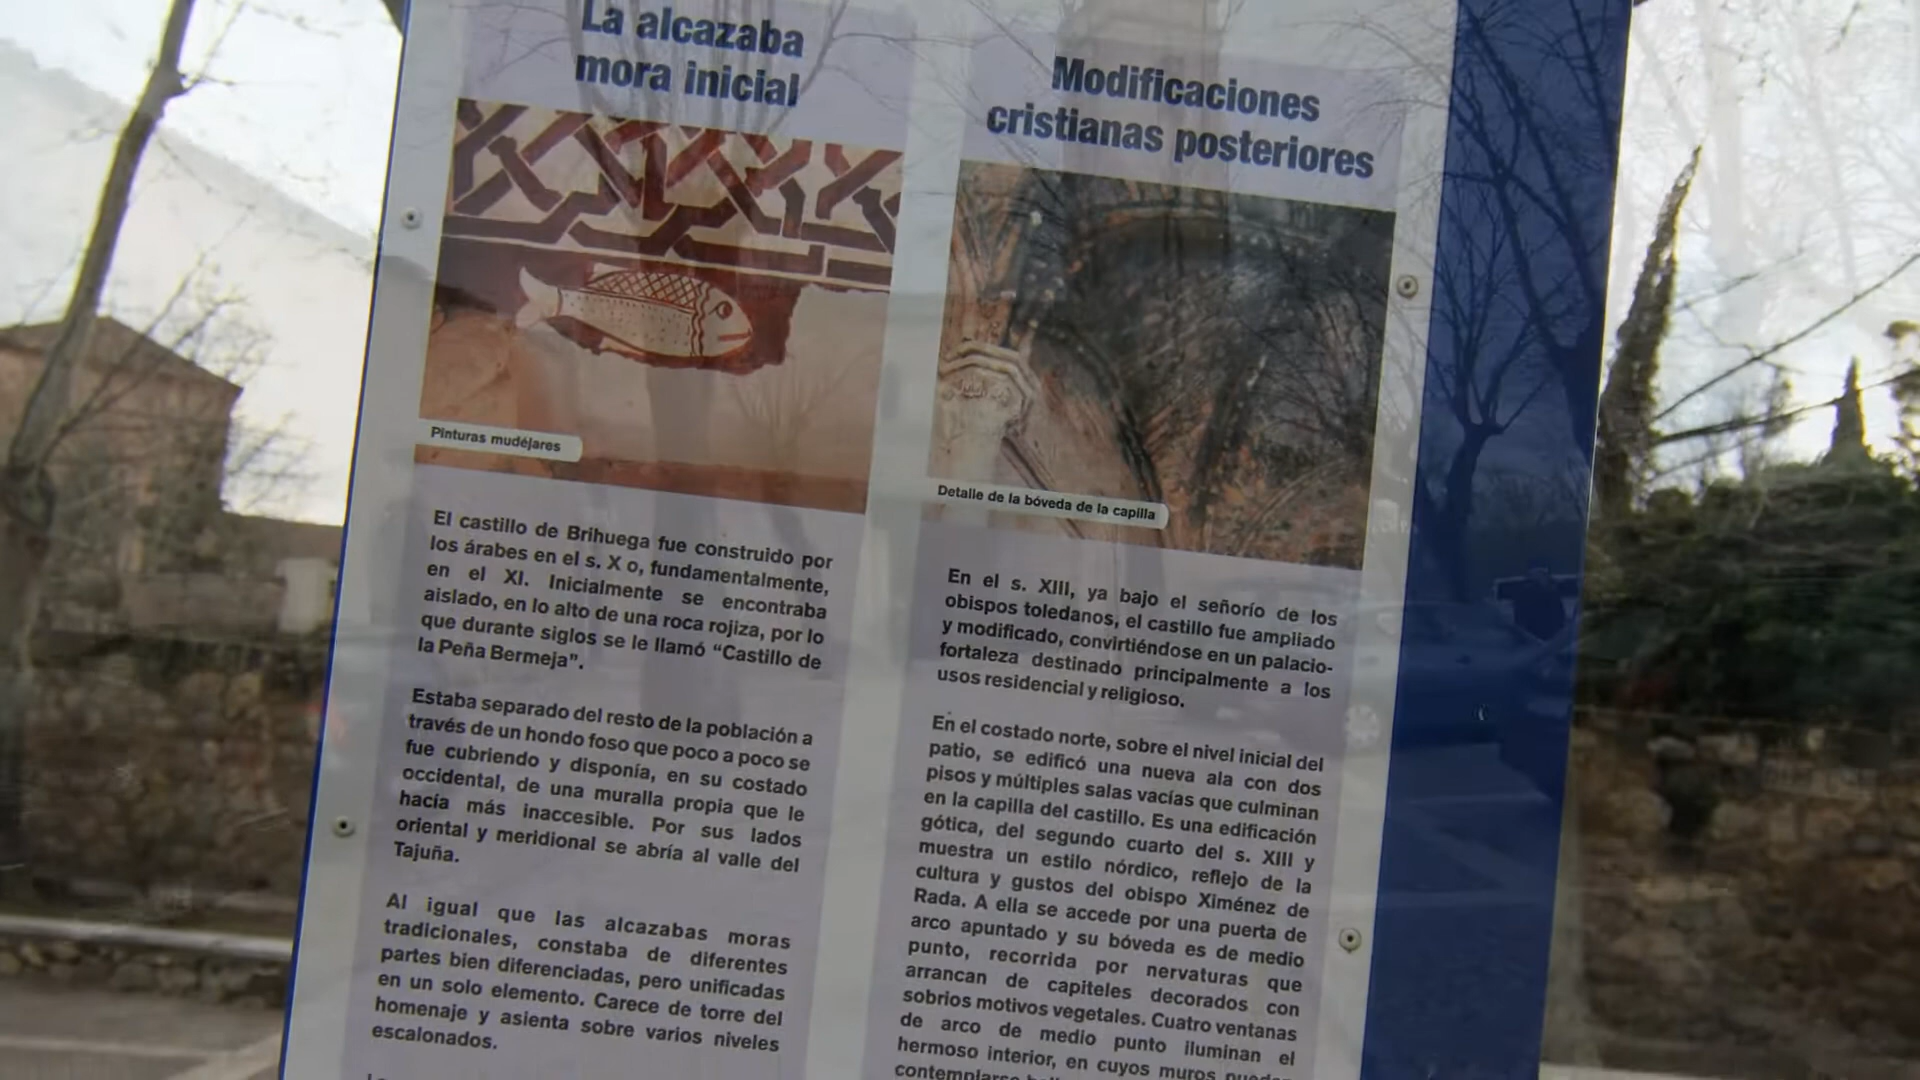 La alcazaba
mora inicial
Pinturas mudéjares
El castillo de Brihuega fue construido por
los árabes en el s. X o, fundamentalmente,
en el XI. Inicialmente se encontraba
aislado, en lo alto de una roca rojiza, por lo
que durante siglos se le llamó “Castillo de
la Peña Bermeja”.
Estaba separado del resto de la población a
través de un hondo foso que poco a poco se
fue cubriendo y disponía, en su costado
occidental, de una muralla propia que le
hacía más inaccesible. Por sus lados
oriental y meridional se abría al valle del
Tajuña.
Al igual que las alcazabas moras
tradicionales, constaba de diferentes
partes bien diferenciadas, pero unificadas
en un solo elemento. Carece de torre del
homenaje y asienta sobre varios niveles
escalonados.
Modificaciones
cristianas posteriores
Detalle de la bóveda de la capilla
En el s. XIII, ya bajo el señorío de los
obispos toledanos, el castillo fue ampliado
y modificado, convirtiéndose en un palacio-
fortaleza destinado principalmente a los
usos residencial y religioso.
En el costado norte, sobre el nivel inicial del
patio, se edificó una nueva ala con dos
pisos y múltiples salas vacías que culminan
en la capilla del castillo. Es una edificación
gótica, del segundo cuarto del s. XIII y
muestra un estilo nórdico, reflejo de la
cultura y gustos del obispo Ximénez de
Rada. A ella se accede por una puerta de
arco apuntado y su bóveda es de medio
punto, recorrida por nervaturas que
arrancan de capiteles decorados con
sobrios motivos vegetales. Cuatro ventanas
de arco de medio punto iluminan el
hermoso interior, en cuyos muros pueden
contemplarse